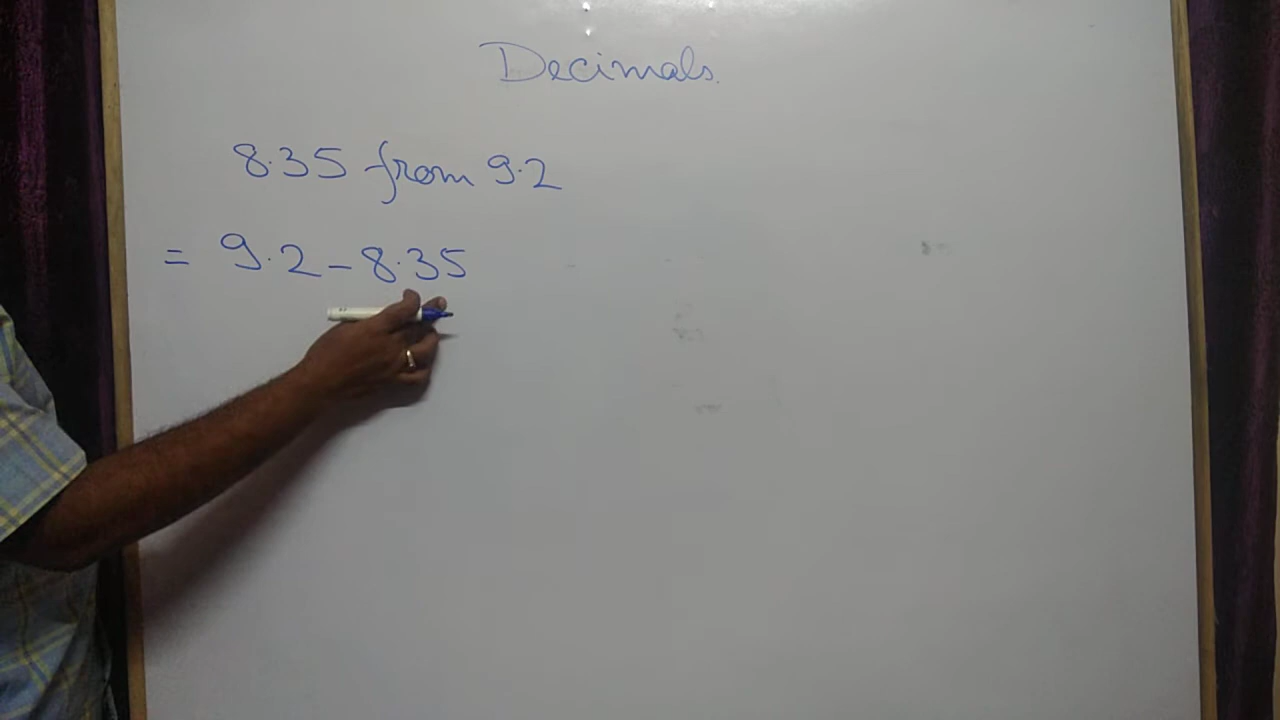 Decimals.
8.35 from 9.2
= 9.2 - 8.35